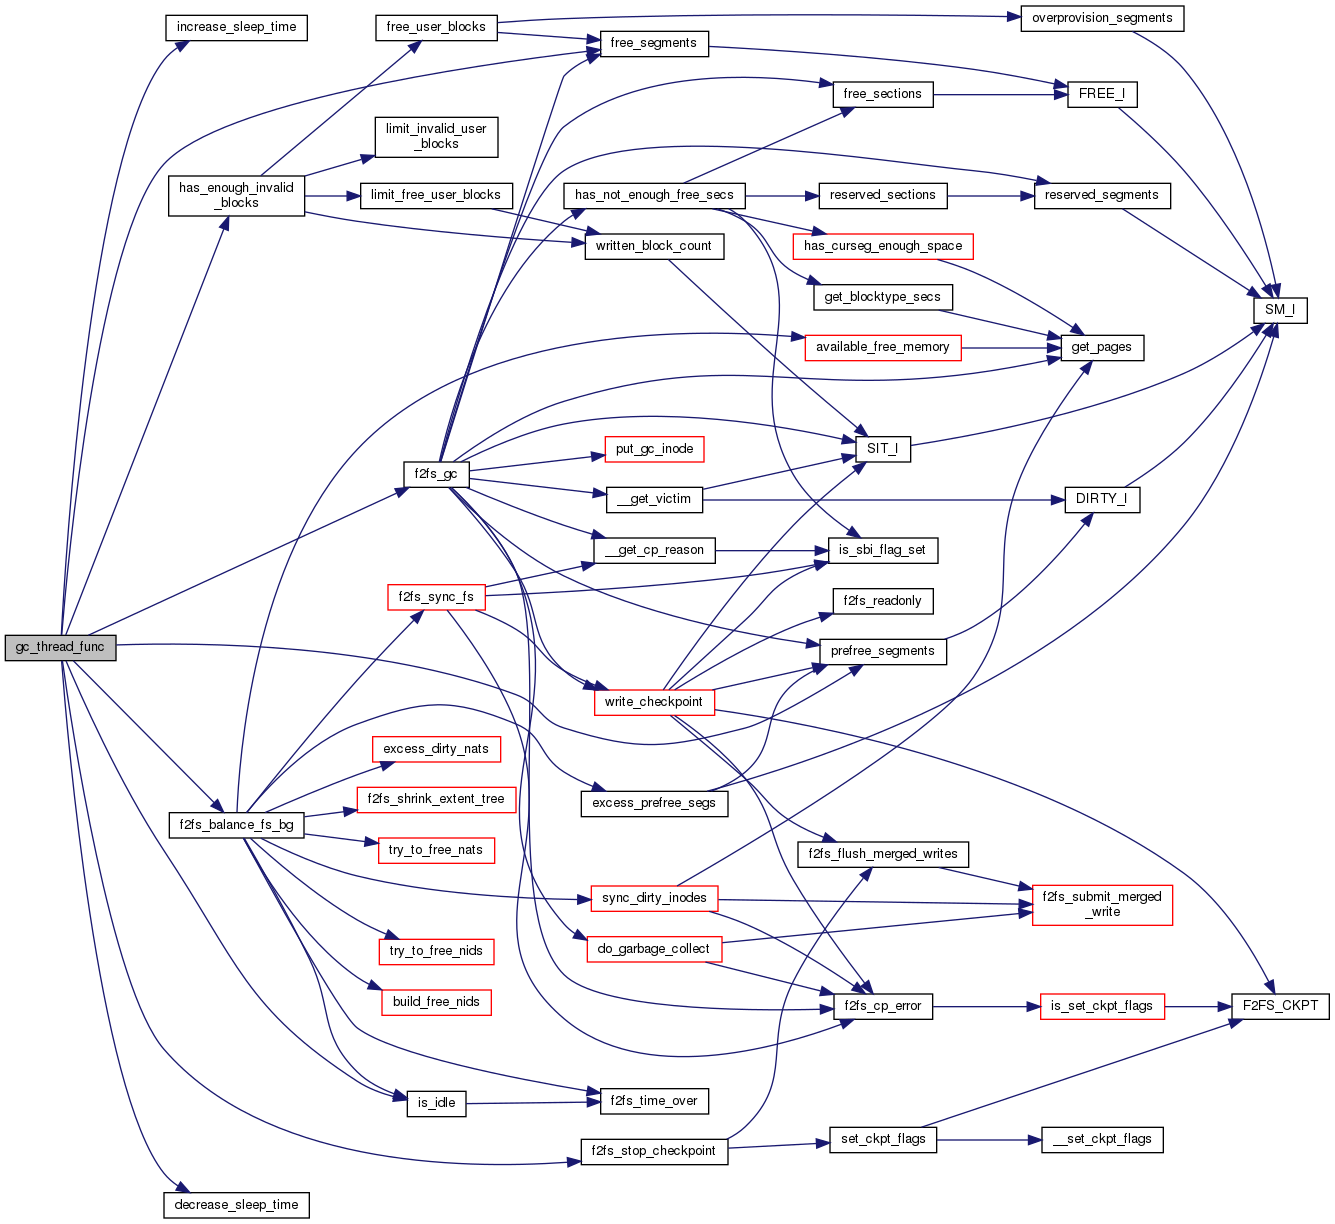 increase_sleep_time
free_user_blocks
overprovision_segments
free_segments
free_sections
FREE_I
limit_invalid_user
_blocks
has_enough_invalid
_blocks
limit_free_user_blocks
has_not_enough_free_secs
reserved_sections
reserved_segments
written_block_count
has_curseg_enough_space
get_blocktype_secs
SM_I
available_free_memory
get_pages
put_gc_inode
SIT_I
f2fs_gc
__get_victim
DIRTY_I
__get_cp_reason
is_sbi_flag_set
f2fs_sync_fs
f2fs_readonly
gc_thread_func
prefree_segments
write_checkpoint
excess_dirty_nats
f2fs_shrink_extent_tree
excess_prefree_segs
f2fs_balance_fs_bg
try_to_free_nats
f2fs_flush_merged_writes
sync_dirty_inodes
f2fs_submit_merged
_write
try_to_free_nids
do_garbage_collect
build_free_nids
f2fs_cp_error
is_set_ckpt_flags
F2FS_CKPT
is_idle
f2fs_time_over
f2fs_stop_checkpoint
set_ckpt_flags
__set_ckpt_flags
decrease_sleep_time